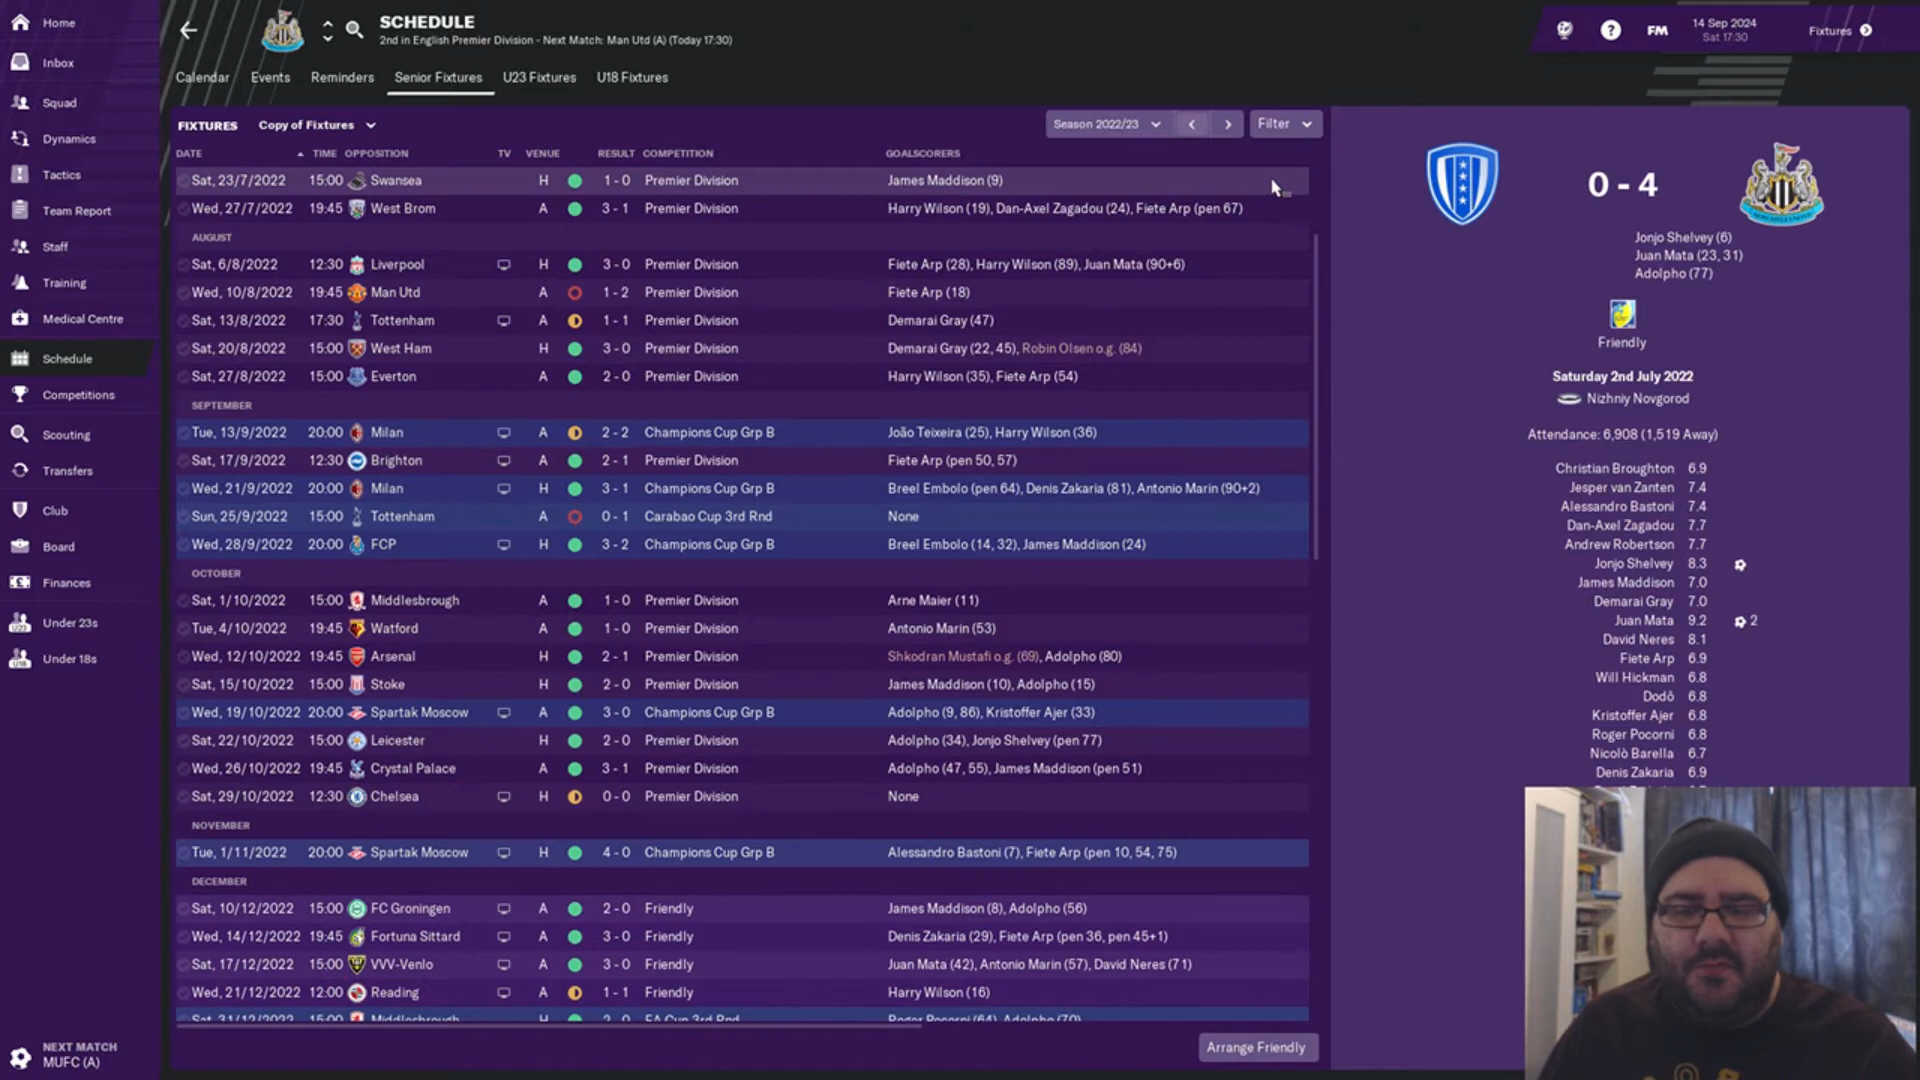 Home
Inbox
Squad
Dynamics
Tactics
Team Report
Staff
Training
Medical Centre
Schedule
Competitions
Scouting
Transfers
Club
Board
Finances
Under 23s
Under 18s
NEXT MATCH
MUFC (A)
SCHEDULE
2nd in English Premier Division - Next Match: Man Utd (A) (Today 17:30)
FM
14 Sep 2024
Sat 17:30
Fixtures
Calendar Events Reminders Senior Fixtures U23 Fixtures U18 Fixtures
FIXTURES Copy of Fixtures Season 2022/23 Filter
DATE TIME OPPOSITION TV VENUE RESULT COMPETITION GOALSCORERS
Sat, 23/7/2022 15:00 Swansea H 1 - 0 Premier Division James Maddison (9)
Wed, 27/7/2022 19:45 West Brom A 3 - 1 Premier Division Harry Wilson (19), Dan-Axel Zagadou (24), Fiete Arp (pen 67)
AUGUST
Sat, 6/8/2022 12:30 Liverpool H 3 - 0 Premier Division Fiete Arp (28), Harry Wilson (89), Juan Mata (90+6)
Wed, 10/8/2022 19:45 Man Utd A 1 - 2 Premier Division Fiete Arp (18)
Sat, 13/8/2022 17:30 Tottenham A 1 - 1 Premier Division Demarai Gray (47)
Sat, 20/8/2022 15:00 West Ham H 3 - 0 Premier Division Demarai Gray (22, 45), Robin Olsen o.g. (84)
Sat, 27/8/2022 15:00 Everton A 2 - 0 Premier Division Harry Wilson (35), Fiete Arp (54)
SEPTEMBER
Tue, 13/9/2022 20:00 Milan A 2 - 2 Champions Cup Grp B João Teixeira (25), Harry Wilson (36)
Sat, 17/9/2022 12:30 Brighton A 2 - 1 Premier Division Fiete Arp (pen 50, 57)
Wed, 21/9/2022 20:00 Milan H 3 - 1 Champions Cup Grp B Breel Embolo (pen 64), Denis Zakaria (81), Antonio Marin (90+2)
Sun, 25/9/2022 15:00 Tottenham A 0 - 1 Carabao Cup 3rd Rnd None
Wed, 28/9/2022 20:00 FCP H 3 - 2 Champions Cup Grp B Breel Embolo (14, 32), James Maddison (24)
OCTOBER
Sat, 1/10/2022 15:00 Middlesbrough A 1 - 0 Premier Division Arne Maier (11)
Tue, 4/10/2022 19:45 Watford A 1 - 0 Premier Division Antonio Marin (53)
Wed, 12/10/2022 19:45 Arsenal H 2 - 1 Premier Division Shkodran Mustafi o.g. (69), Adolpho (80)
Sat, 15/10/2022 15:00 Stoke H 2 - 0 Premier Division James Maddison (10), Adolpho (15)
Wed, 19/10/2022 20:00 Spartak Moscow A 3 - 0 Champions Cup Grp B Adolpho (9, 86), Kristoffer Ajer (33)
Sat, 22/10/2022 15:00 Leicester H 2 - 0 Premier Division Adolpho (34), Jonjo Shelvey (pen 77)
Wed, 26/10/2022 19:45 Crystal Palace A 3 - 1 Premier Division Adolpho (47, 55), James Maddison (pen 51)
Sat, 29/10/2022 12:30 Chelsea H 0 - 0 Premier Division None
NOVEMBER
Tue, 1/11/2022 20:00 Spartak Moscow H 4 - 0 Champions Cup Grp B Alessandro Bastoni (7), Fiete Arp (pen 10, 54, 75)
DECEMBER
Sat, 10/12/2022 15:00 FC Groningen A 2 - 0 Friendly James Maddison (8), Adolpho (56)
Wed, 14/12/2022 19:45 Fortuna Sittard A 3 - 0 Friendly Denis Zakaria (29), Fiete Arp (pen 36, pen 45+1)
Sat, 17/12/2022 15:00 VVV-Venlo A 3 - 0 Friendly Juan Mata (42), Antonio Marin (57), David Neres (71)
Wed, 21/12/2022 12:00 Reading A 1 - 1 Friendly Harry Wilson (16)
Sat, 31/12/2022 15:00 Middlesbrough H 2 - 0 FA Cup 3rd Rnd Roger Pocorni (64), Adolpho (70)
Arrange Friendly
0 - 4
Jonjo Shelvey (6)
Juan Mata (23, 31)
Adolpho (77)
Friendly
Saturday 2nd July 2022
Nizhniy Novgorod
Attendance: 6,908 (1,519 Away)
Christian Broughton 6.9
Jesper van Zanten 7.4
Alessandro Bastoni 7.4
Dan-Axel Zagadou 7.7
Andrew Robertson 7.7
Jonjo Shelvey 8.3
James Maddison 7.0
Demarai Gray 7.0
Juan Mata 9.2 2
David Neres 8.1
Fiete Arp 6.9
Will Hickman 6.8
Dodô 6.8
Kristoffer Ajer 6.8
Roger Pocorni 6.8
Nicolò Barella 6.7
Denis Zakaria 6.9